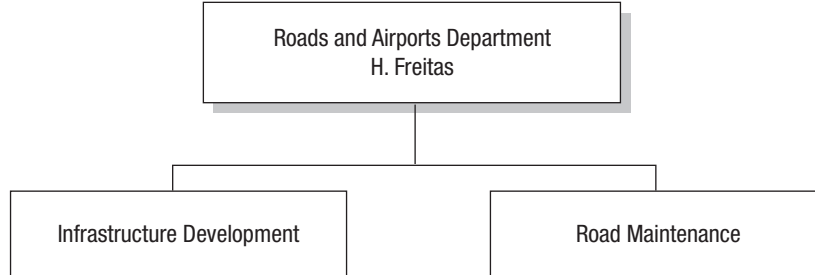 Roads and Airports Department
H. Freitas
Infrastructure Development
Road Maintenance